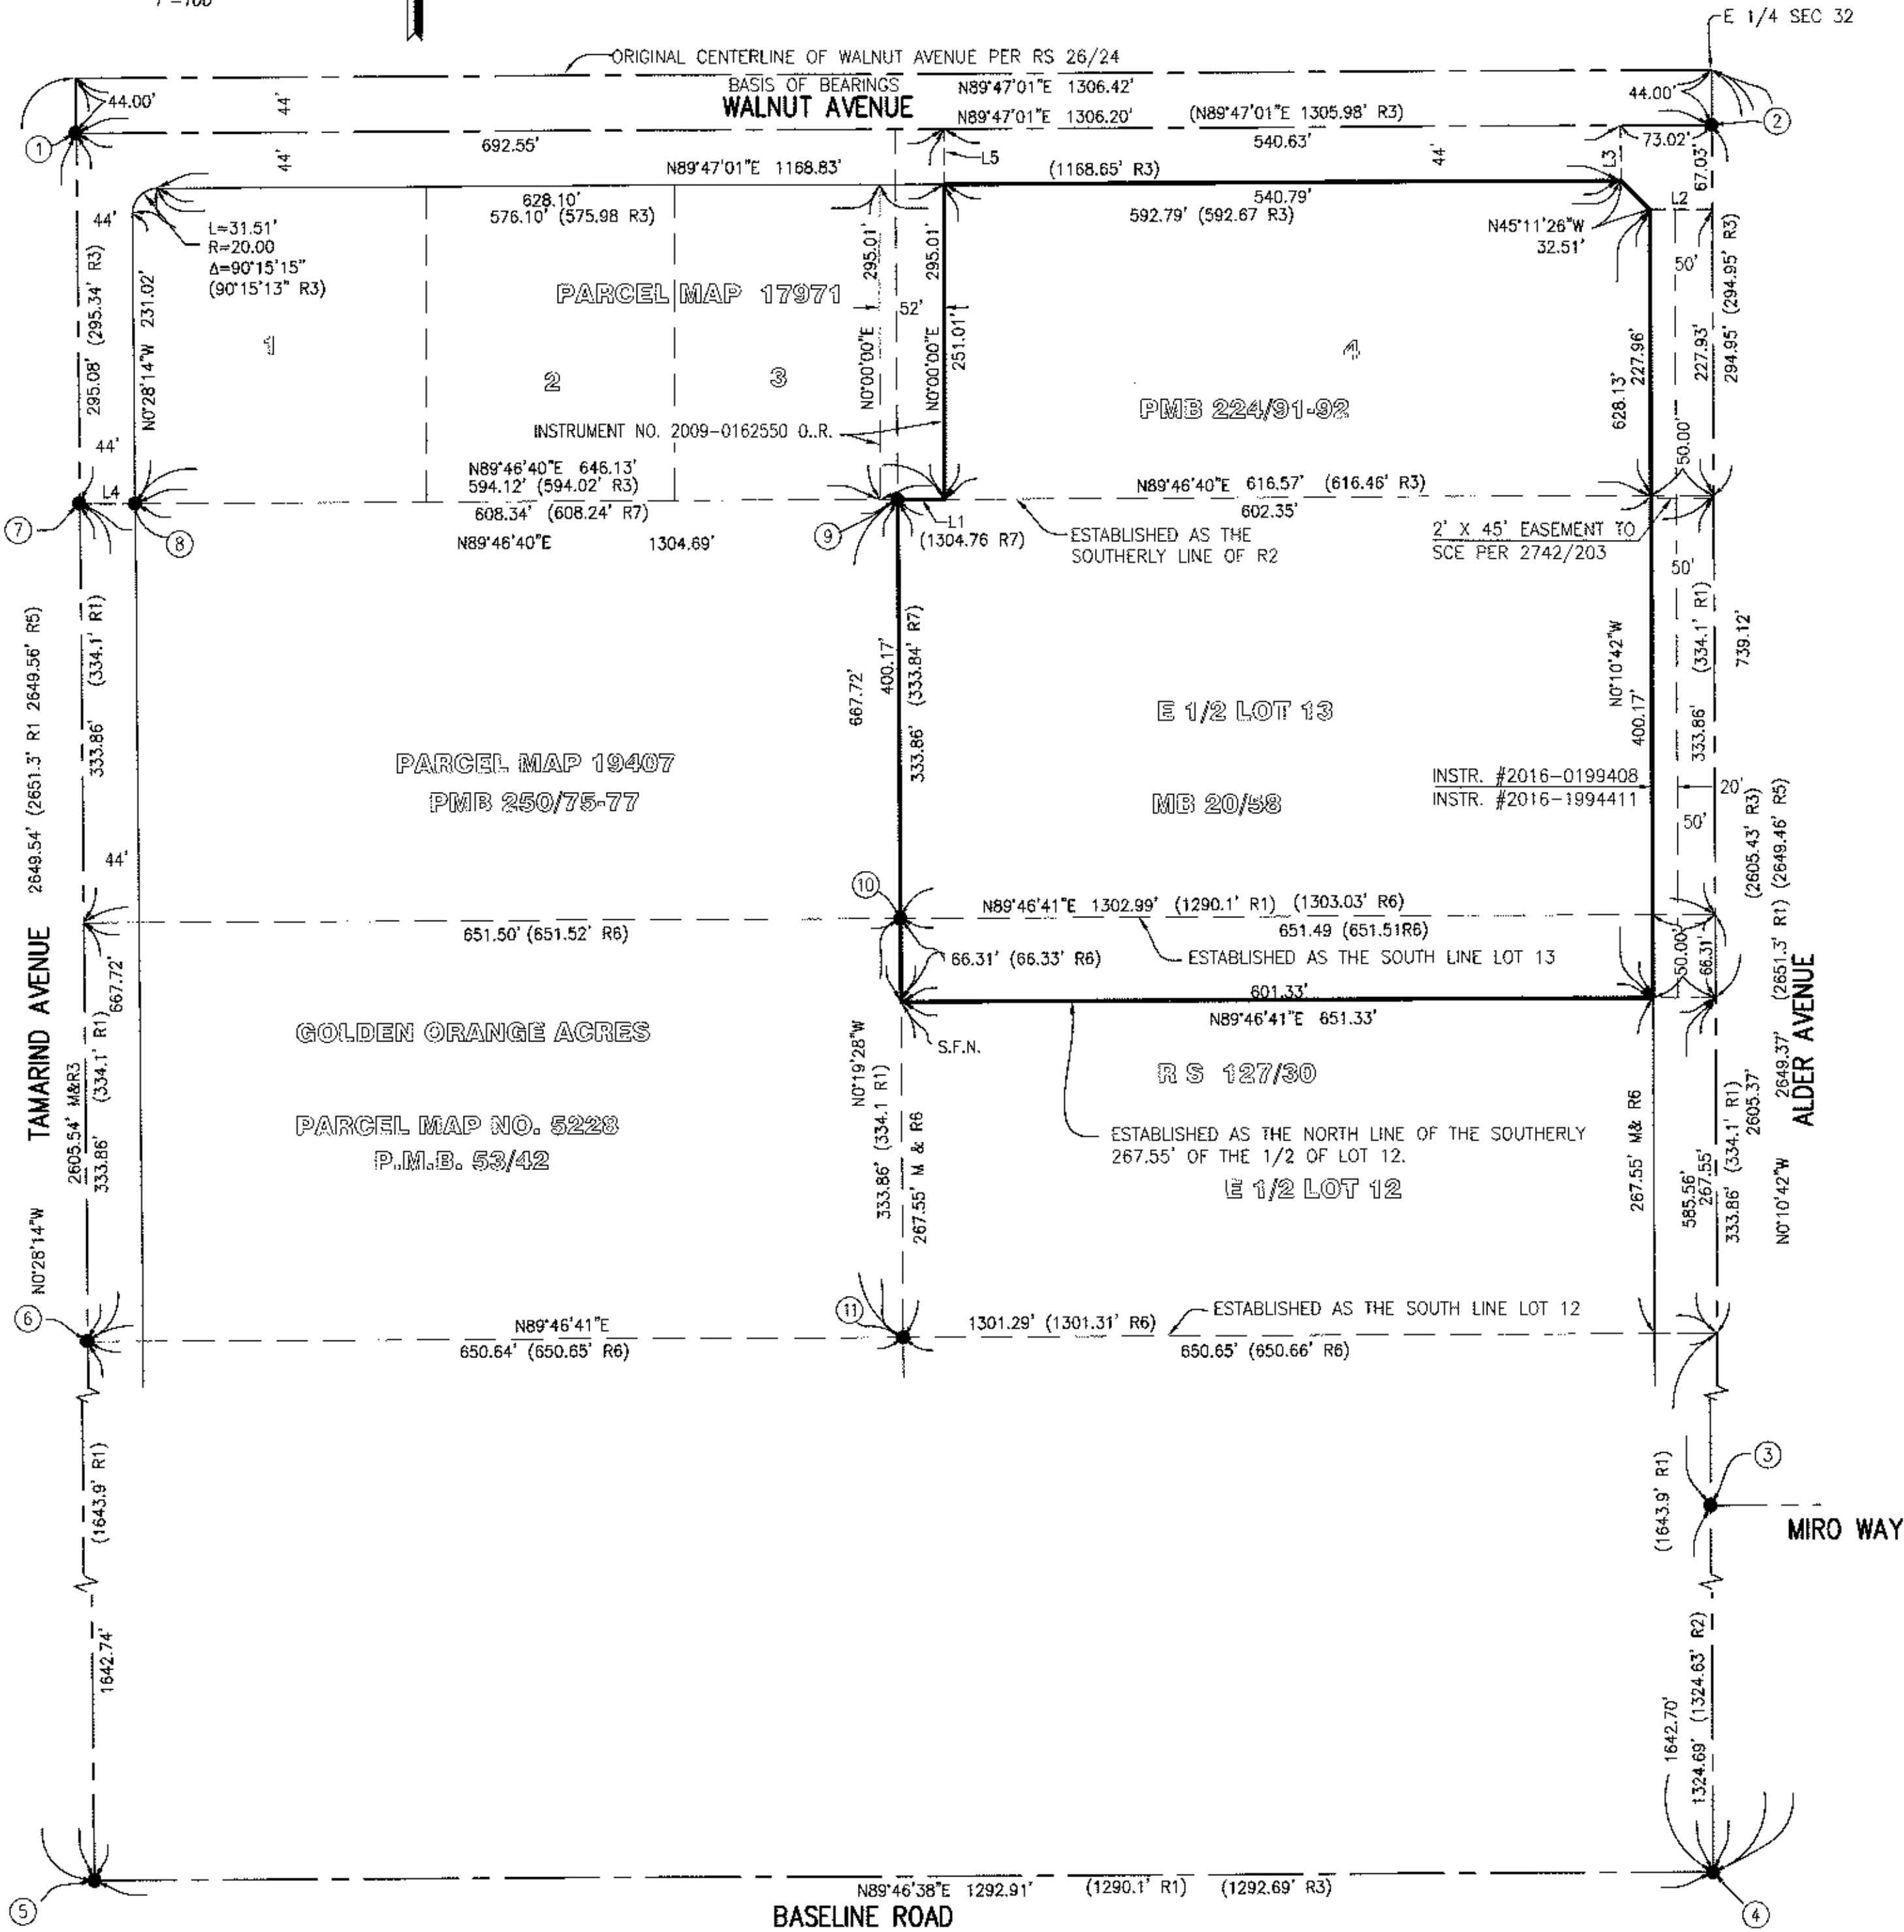 1"=100'
E 1/4 SEC 32
ORIGINAL CENTERLINE OF WALNUT AVENUE PER RS 26/24
BASIS OF BEARINGS
N89°47'01"E 1306.42'
WALNUT AVENUE
N89°47'01"E 1306.20'
(N89°47'01"E 1305.98' R3)
44.00'
44'
44.00'
1
2
692.55'
L5
540.63'
44'
73.02'
67.03'
44'
N89°47'01"E 1168.83'
(1168.65' R3)
L3
L2
628.10'
576.10' (575.98 R3)
540.79'
592.79' (592.67 R3)
N45°11'26"W
32.51'
44'
L=31.51'
R=20.00
Δ=90°15'15"
(90°15'13" R3)
295.08' (295.34' R3)
N0°28'14"W 231.02'
295.01'
295.01'
N0°00'00"E
N0°00'00"E
251.01'
52'
50'
PARCEL MAP 17971
1
2
3
4
PMB 224/91-92
628.13'
227.96'
227.93'
294.95' (294.95' R3)
INSTRUMENT NO. 2009-0162550 O..R.
44'
50.00'
L4
N89°46'40"E 646.13'
594.12' (594.02' R3)
608.34' (608.24' R7)
N89°46'40"E 1304.69'
7
8
9
L1
(1304.76 R7)
N89°46'40"E 616.57' (616.46' R3)
602.35'
ESTABLISHED AS THE
SOUTHERLY LINE OF R2
2' X 45' EASEMENT TO
SCE PER 2742/203
50'
TAMARIND AVENUE 2649.54' (2651.3' R1 2649.56' R5)
333.86' (334.1' R1)
667.72'
400.17'
333.86' (333.84' R7)
N0°10'42"W
400.17'
333.86' (334.1' R1)
739.12'
PARCEL MAP 19407
PMB 250/75-77
E 1/2 LOT 13
MB 20/58
INSTR. #2016-0199408
INSTR. #2016-1994411
20'
50'
44'
10
N89°46'41"E 1302.99' (1290.1' R1) (1303.03' R6)
651.50' (651.52' R6)
651.49 (651.51R6)
66.31' (66.33' R6)
ESTABLISHED AS THE SOUTH LINE LOT 13
50.00'
66.31'
(2605.43' R3)
667.72'
601.33'
N89°46'41"E 651.33'
S.F.N.
GOLDEN ORANGE ACRES
R S 127/30
PARCEL MAP NO. 5228
P.M.B. 53/42
ESTABLISHED AS THE NORTH LINE OF THE SOUTHERLY
267.55' OF THE 1/2 OF LOT 12.
E 1/2 LOT 12
N0°28'14"W
2605.54' M&R3
333.86' (334.1' R1)
N0°19'28"W
333.86' (334.1 R1)
267.55' M & R6
267.55' M& R6
585.56'
267.55'
333.86' (334.1' R1)
2605.37'
N0°10'42"W 2649.37' (2651.3' R1) (2649.46' R5)
ALDER AVENUE
6
11
N89°46'41"E
650.64' (650.65' R6)
1301.29' (1301.31' R6)
650.65' (650.66' R6)
ESTABLISHED AS THE SOUTH LINE LOT 12
(1643.9' R1)
(1643.9' R1)
3
MIRO WAY
1642.74'
1642.70'
1324.69' (1324.63' R2)
5
4
N89°46'38"E 1292.91' (1290.1' R1) (1292.69' R3)
BASELINE ROAD